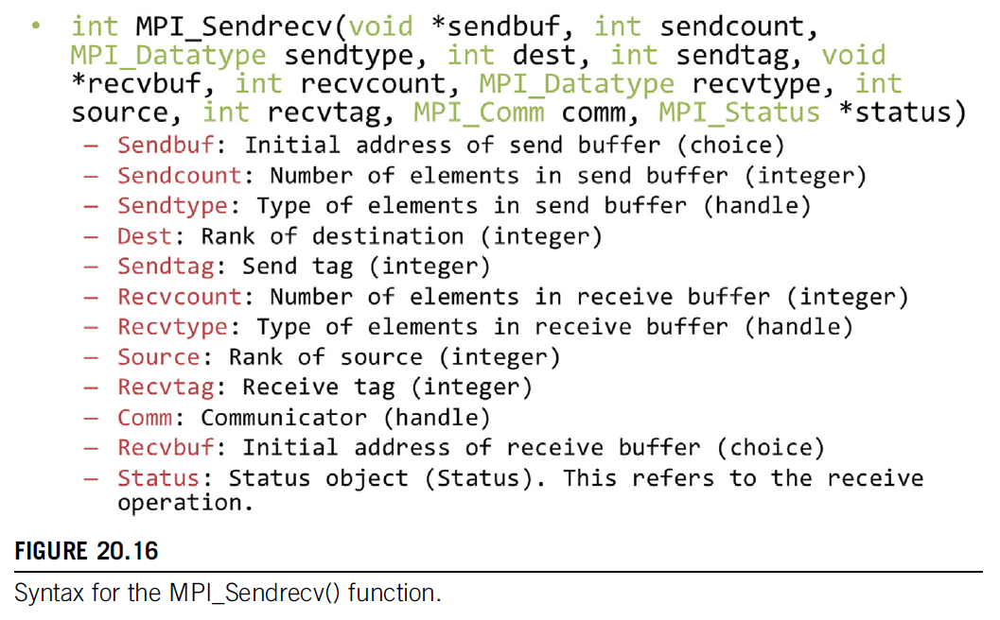 • int MPI_Sendrecv(void *sendbuf, int sendcount,
MPI_Datatype sendtype, int dest, int sendtag, void
*recvbuf, int recvcount, MPI_Datatype recvtype, int
source, int recvtag, MPI_Comm comm, MPI_Status *status)
– Sendbuf: Initial address of send buffer (choice)
– Sendcount: Number of elements in send buffer (integer)
– Sendtype: Type of elements in send buffer (handle)
– Dest: Rank of destination (integer)
– Sendtag: Send tag (integer)
– Recvcount: Number of elements in receive buffer (integer)
– Recvtype: Type of elements in receive buffer (handle)
– Source: Rank of source (integer)
– Recvtag: Receive tag (integer)
– Comm: Communicator (handle)
– Recvbuf: Initial address of receive buffer (choice)
– Status: Status object (Status). This refers to the receive
operation.
FIGURE 20.16
Syntax for the MPI_Sendrecv() function.